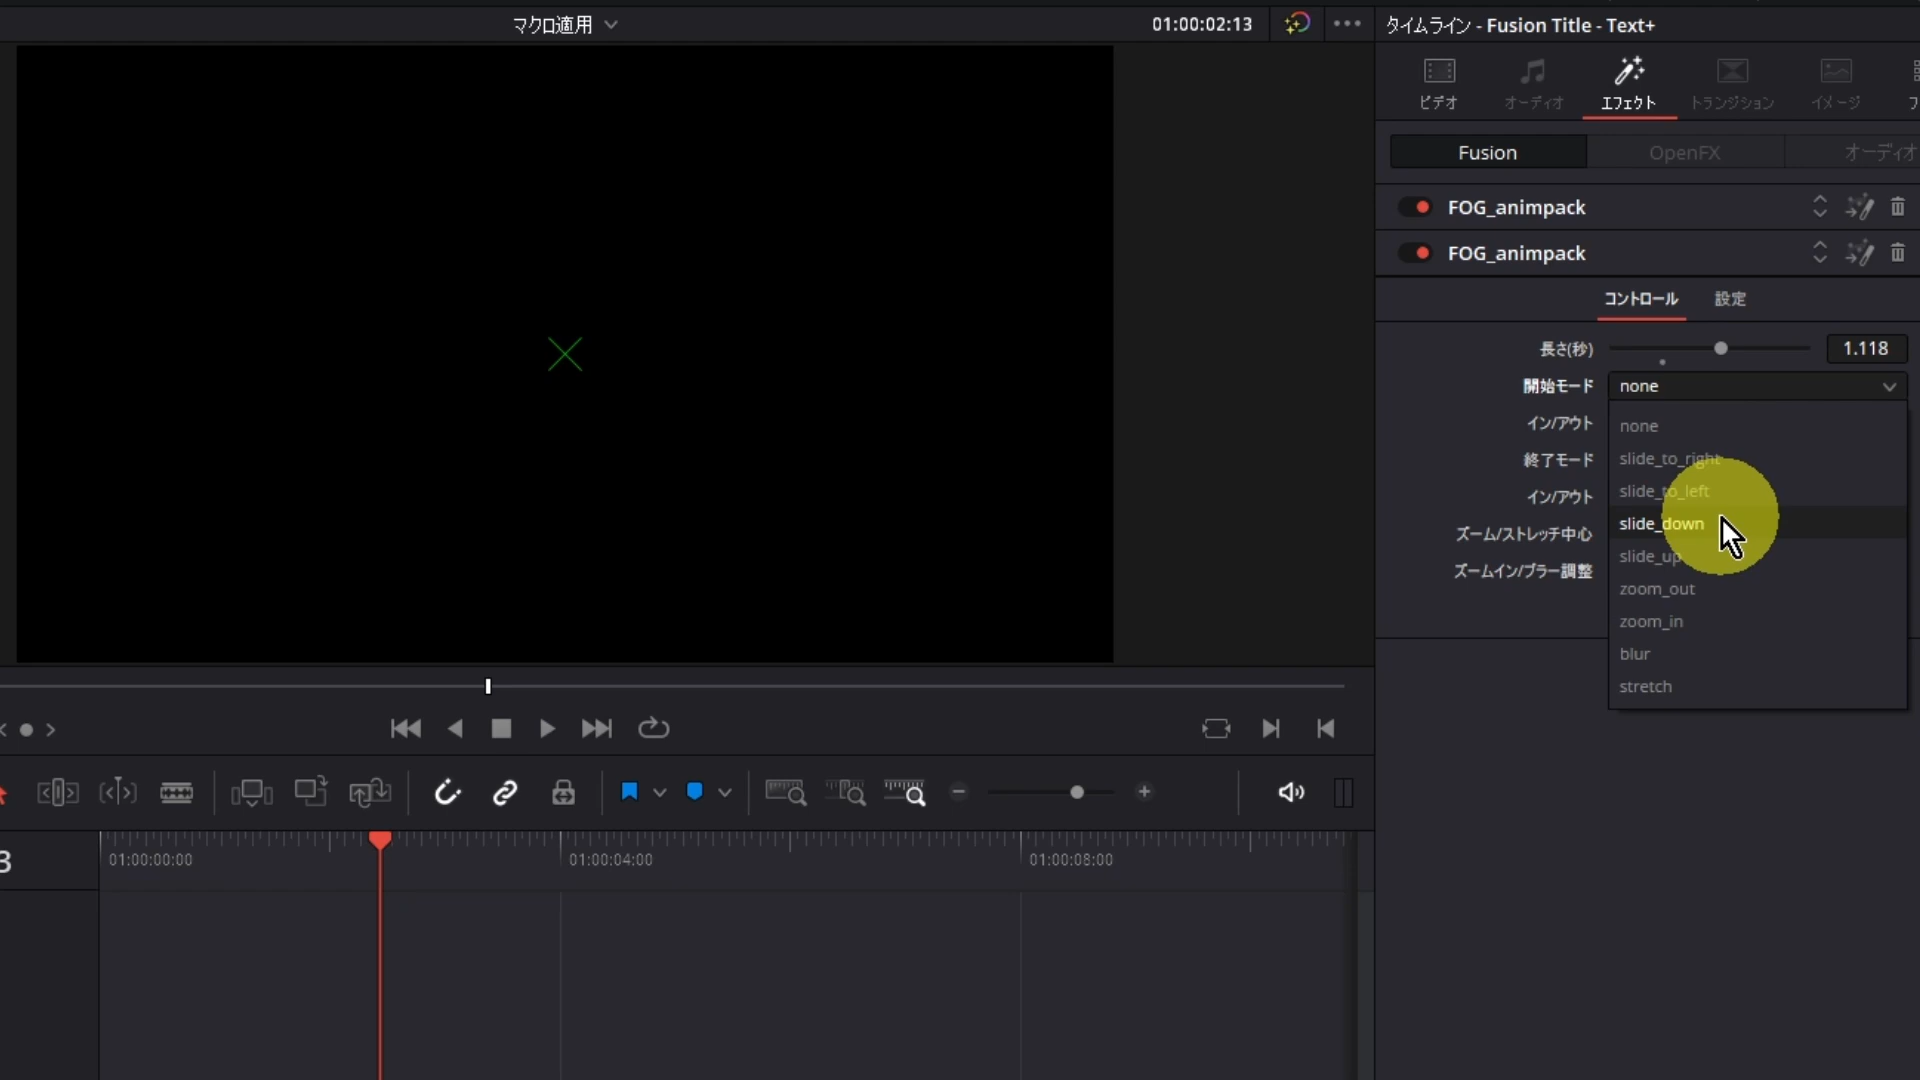 マクロ適用
01:00:02:13
タイムライン - Fusion Title - Text+
ビデオ
オーディオ
エフェクト
トランジション
イメージ
Fusion
OpenFX
オーディオ
FOG_animpack
FOG_animpack
コントロール
設定
長さ(秒)
1.118
開始モード
none
イン/アウト
終了モード
イン/アウト
ズーム/ストレッチ中心
ズームイン/ブラー調整
none
slide_to_right
slide_to_left
slide_down
slide_up
zoom_out
zoom_in
blur
stretch
3
01:00:00:00
01:00:04:00
01:00:08:00